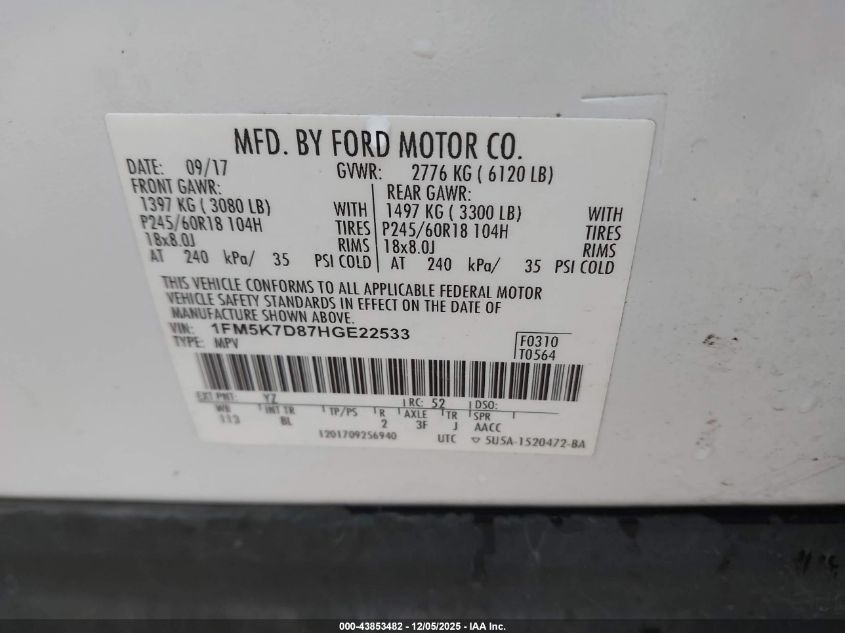 MFD. BY FORD MOTOR CO.
DATE: 09/17 GVWR: 2776 KG ( 6120 LB)
FRONT GAWR: REAR GAWR:
1397 KG ( 3080 LB) WITH 1497 KG ( 3300 LB) WITH
P245/60R18 104H TIRES P245/60R18 104H TIRES
18x8.0J RIMS 18x8.0J RIMS
AT 240 kPa/ 35 PSI COLD AT 240 kPa/ 35 PSI COLD
THIS VEHICLE CONFORMS TO ALL APPLICABLE FEDERAL MOTOR
VEHICLE SAFETY STANDARDS IN EFFECT ON THE DATE OF
MANUFACTURE SHOWN ABOVE.
VIN: 1FM5K7D87HGE22533
TYPE: MPV
F0310
T0564
EXT PNT: YZ RC: 52 DSO:
WB INT TR TP/PS R AXLE TR SPR
113 BL 2 3F J AACC
1201709256940 UTC 5U5A-1520472-BA
000-43853482 - 12/05/2025 - IAA Inc.